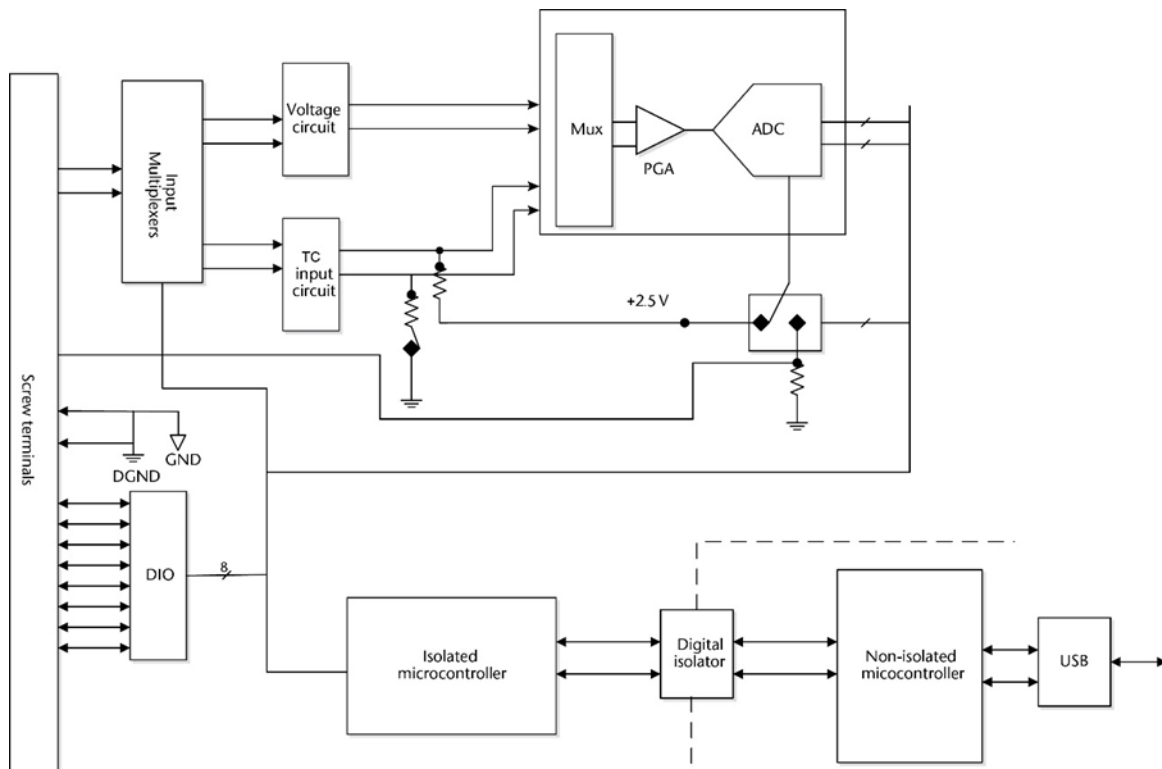 Screw terminals
Input
Multiplexers
Voltage
circuit
TC
input
circuit
Mux
PGA
ADC
+2.5 V
GND
DGND
DIO
8
Isolated
microcontroller
Digital
isolator
Non-isolated
micocontroller
USB